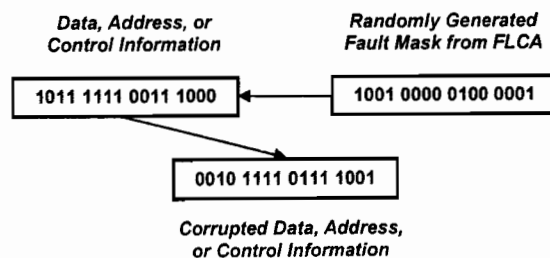 Data, Address, or
Control Information
Randomly Generated
Fault Mask from FLCA
1011 1111 0011 1000
1001 0000 0100 0001
0010 1111 0111 1001
Corrupted Data, Address,
or Control Information